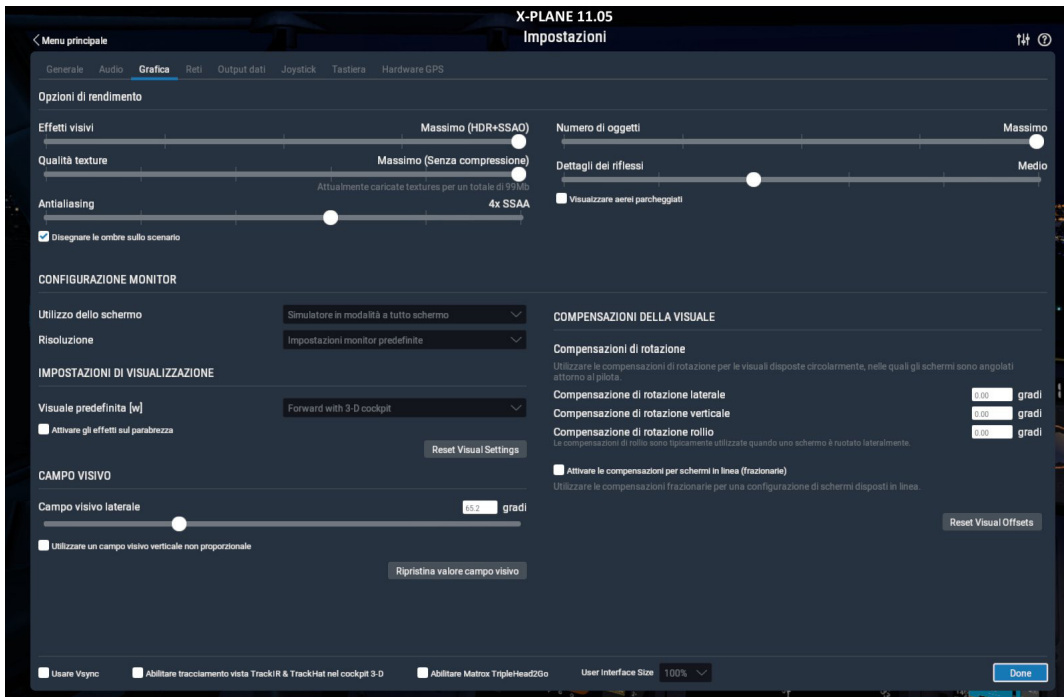 X-PLANE 11.05
Menu principale
Impostazioni
Generale Audio Grafica Reti Output dati Joystick Tastiera Hardware GPS
Opzioni di rendimento
Effetti visivi Massimo (HDR+SSAO)
Qualità texture Massimo (Senza compressione)
Attualmente caricate textures per un totale di 99Mb
Antialiasing 4x SSAA
Disegnare le ombre sullo scenario
Numero di oggetti Massimo
Dettagli dei riflessi Medio
Visuaizzare aerei parcheggiati
CONFIGURAZIONE MONITOR
Utilizzo dello schermo Simulatore in modalità a tutto schermo
Risoluzione Impostazioni monitor predefinite
IMPOSTAZIONI DI VISUALIZZAZIONE
Visuale predefinita [w] Forward with 3-D cockpit
Attivare gli effetti sul parabrezza
Reset Visual Settings
CAMPO VISIVO
Campo visivo laterale 65.2 gradi
Utilizzare un campo visivo verticale non proporzionale
Ripristina valore campo visivo
COMPENSAZIONI DELLA VISUALE
Compensazioni di rotazione
Utilizzare le compensazioni di rotazione per le visuali disposte circolarmente, nelle quali gli schermi sono angolati
attorno al pilota.
Compensazione di rotazione laterale 0.00 gradi
Compensazione di rotazione verticale 0.00 gradi
Compensazione di rotazione rollio 0.00 gradi
Le compensazioni di rollio sono tipicamente utilizzate quando uno schermo è ruotato lateralmente.
Attivare le compensazioni per schermi in linea (frazionarie)
Utilizzare le compensazioni frazionarie per una configurazione di schermi disposti in linea.
Reset Visual Offsets
Usare Vsync Abilitare tracciamento vista TrackIR & TrackHat nel cockpit 3-D Abilitare Matrox TripleHead2Go User Interface Size 100% Done